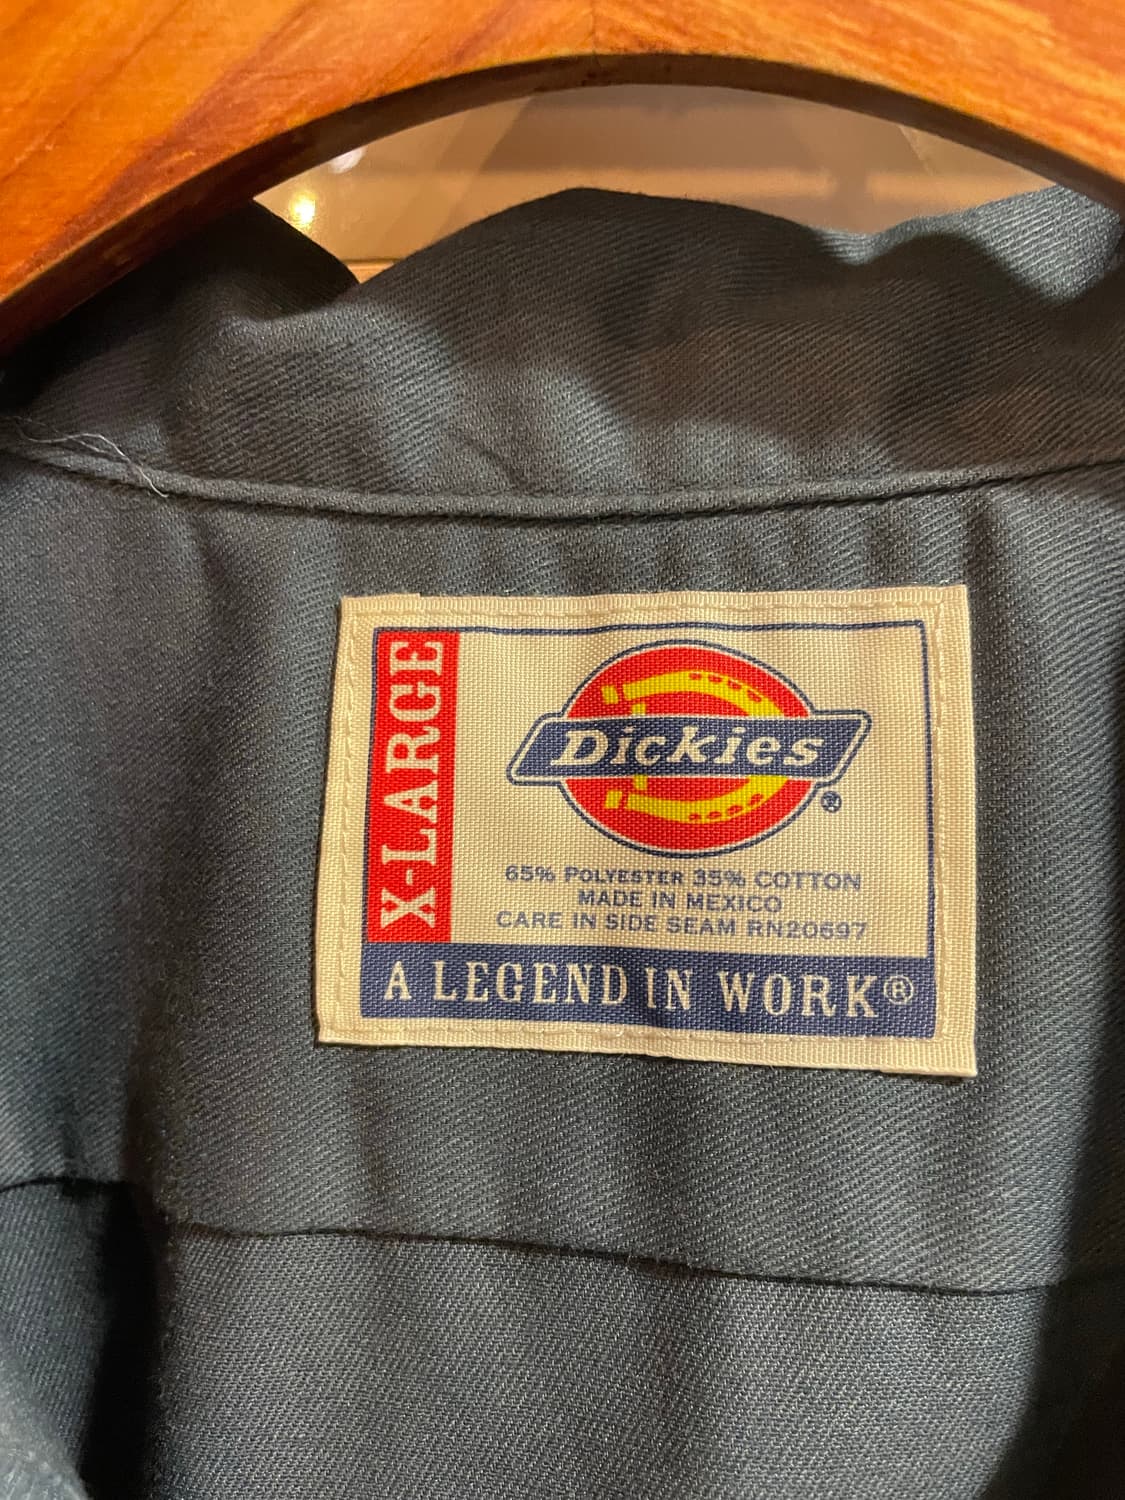 X-LARGE
Dickies®
65% POLYESTER 35% COTTON
MADE IN MEXICO
CARE IN SIDE SEAM RN20697
A LEGEND IN WORK®